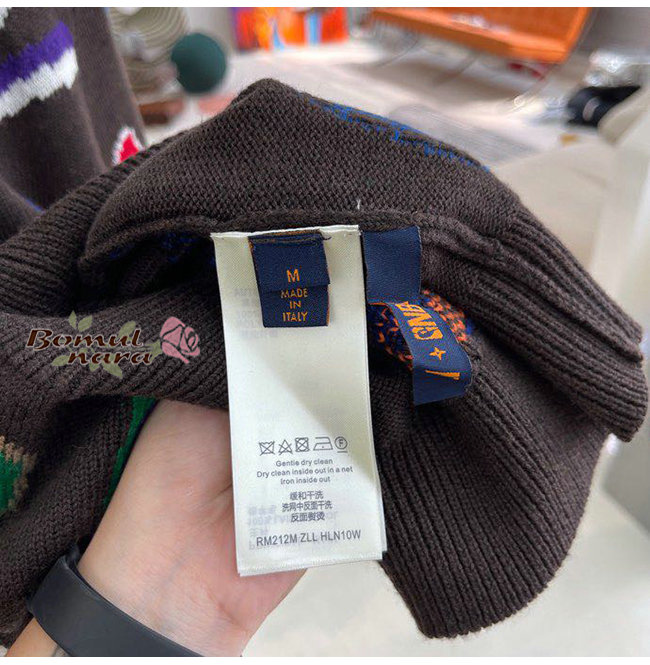 M
MADE
IN
ITALY
Bomul
nara
Gentle dry clean
Dry clean inside out in a net
Iron inside out
缓和干洗
洗网中反面干洗
反面熨烫
RM212M ZLL HLN10W